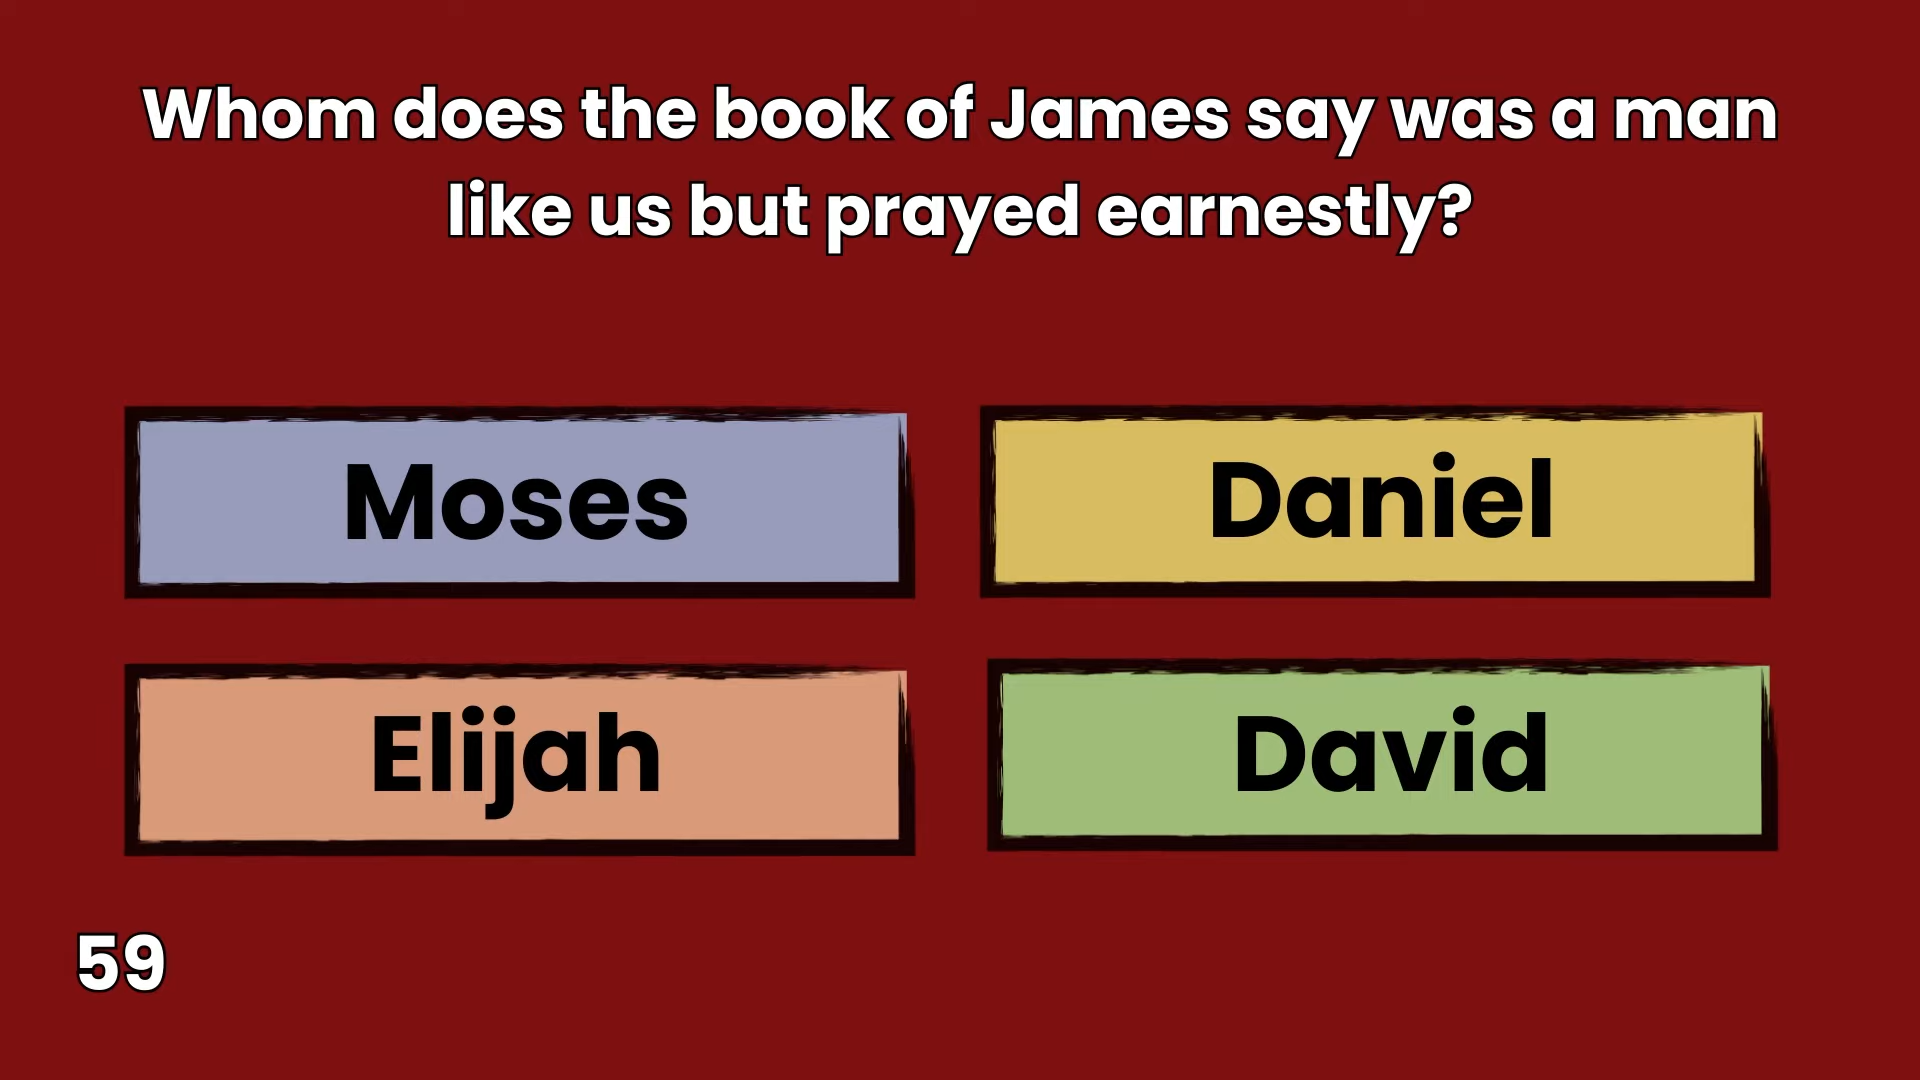 Whom does the book of James say was a man
like us but prayed earnestly?
Moses
Daniel
Elijah
David
59